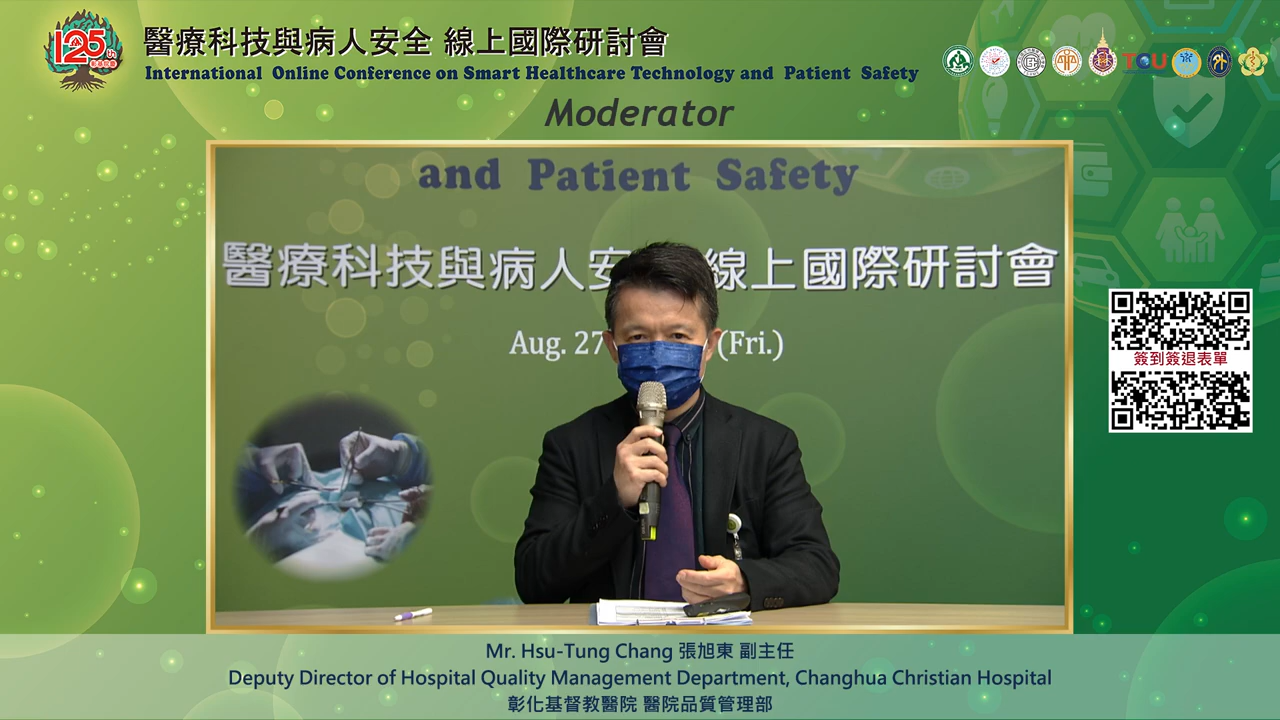 125th
醫療科技與病人安全 線上國際研討會
International Online Conference on Smart Healthcare Technology and Patient Safety
TCU
Moderator
and Patient Safety
醫療科技與病人安 線上國際研討會
Aug. 27 (Fri.)
簽到簽退表單
Mr. Hsu-Tung Chang 張旭東 副主任
Deputy Director of Hospital Quality Management Department, Changhua Christian Hospital
彰化基督教醫院 醫院品質管理部